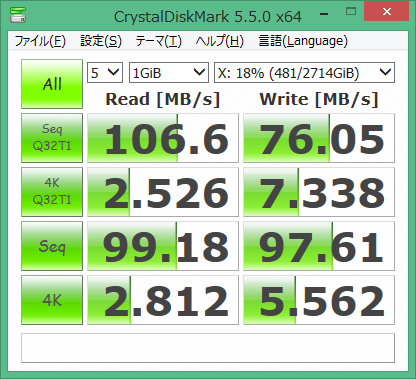 CrystalDiskMark 5.5.0 x64
ファイル(F) 設定(S) テーマ(T) ヘルプ(H) 言語(Language)
All 5 1GiB X: 18% (481/2714GiB)
Read [MB/s] Write [MB/s]
Seq Q32T1 106.6 76.05
4K Q32T1 2.526 7.338
Seq 99.18 97.61
4K 2.812 5.562